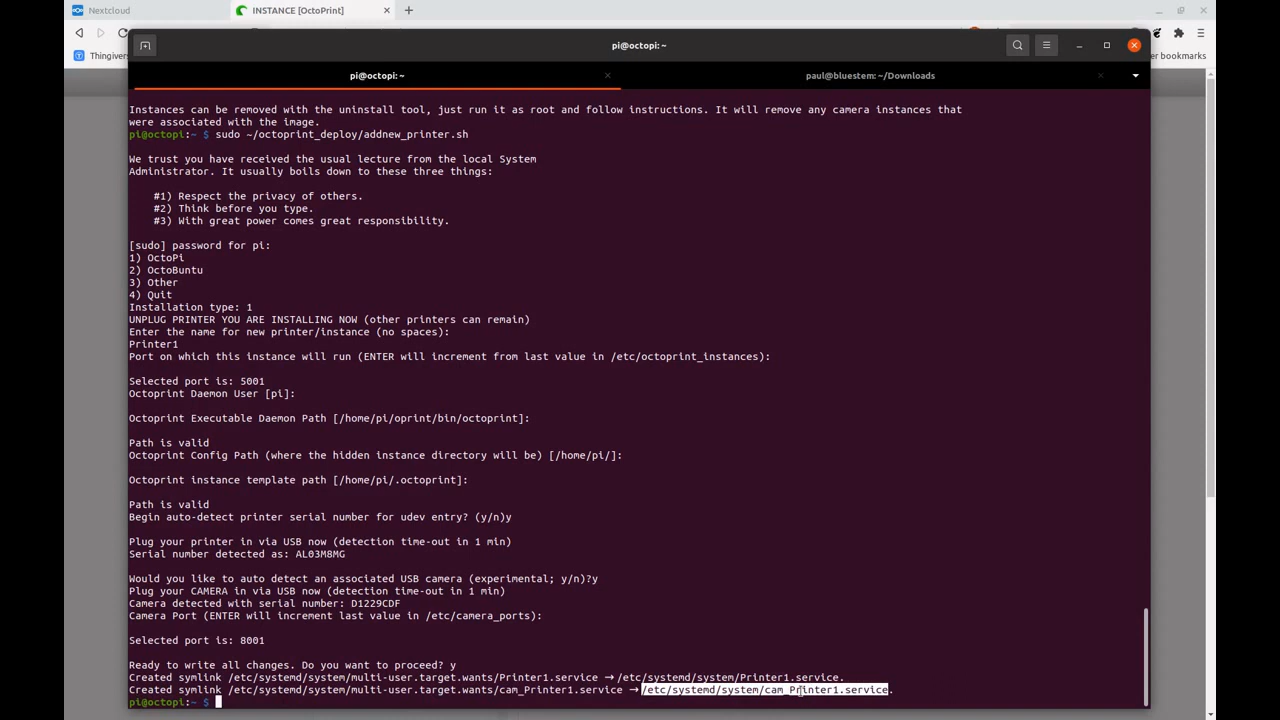 Nextcloud
INSTANCE [OctoPrint]
Thingivers
er bookmarks
pi@octopi: ~
pi@octopi: ~
paul@bluestem: ~/Downloads
Instances can be removed with the uninstall tool, just run it as root and follow instructions. It will remove any camera instances that
were associated with the image.
pi@octopi:~ $ sudo ~/octoprint_deploy/addnew_printer.sh
We trust you have received the usual lecture from the local System
Administrator. It usually boils down to these three things:
#1) Respect the privacy of others.
#2) Think before you type.
#3) With great power comes great responsibility.
[sudo] password for pi:
1) OctoPi
2) OctoBuntu
3) Other
4) Quit
Installation type: 1
UNPLUG PRINTER YOU ARE INSTALLING NOW (other printers can remain)
Enter the name for new printer/instance (no spaces):
Printer1
Port on which this instance will run (ENTER will increment from last value in /etc/octoprint_instances):
Selected port is: 5001
Octoprint Daemon User [pi]:
Octoprint Executable Daemon Path [/home/pi/oprint/bin/octoprint]:
Path is valid
Octoprint Config Path (where the hidden instance directory will be) [/home/pi/]:
Octoprint instance template path [/home/pi/.octoprint]:
Path is valid
Begin auto-detect printer serial number for udev entry? (y/n)y
Plug your printer in via USB now (detection time-out in 1 min)
Serial number detected as: AL03M8MG
Would you like to auto detect an associated USB camera (experimental; y/n)?y
Plug your CAMERA in via USB now (detection time-out in 1 min)
Camera detected with serial number: D1229CDF
Camera Port (ENTER will increment last value in /etc/camera_ports):
Selected port is: 8001
Ready to write all changes. Do you want to proceed? y
Created symlink /etc/systemd/system/multi-user.target.wants/Printer1.service → /etc/systemd/system/Printer1.service.
Created symlink /etc/systemd/system/multi-user.target.wants/cam_Printer1.service → /etc/systemd/system/cam_Printer1.service.
pi@octopi:~ $